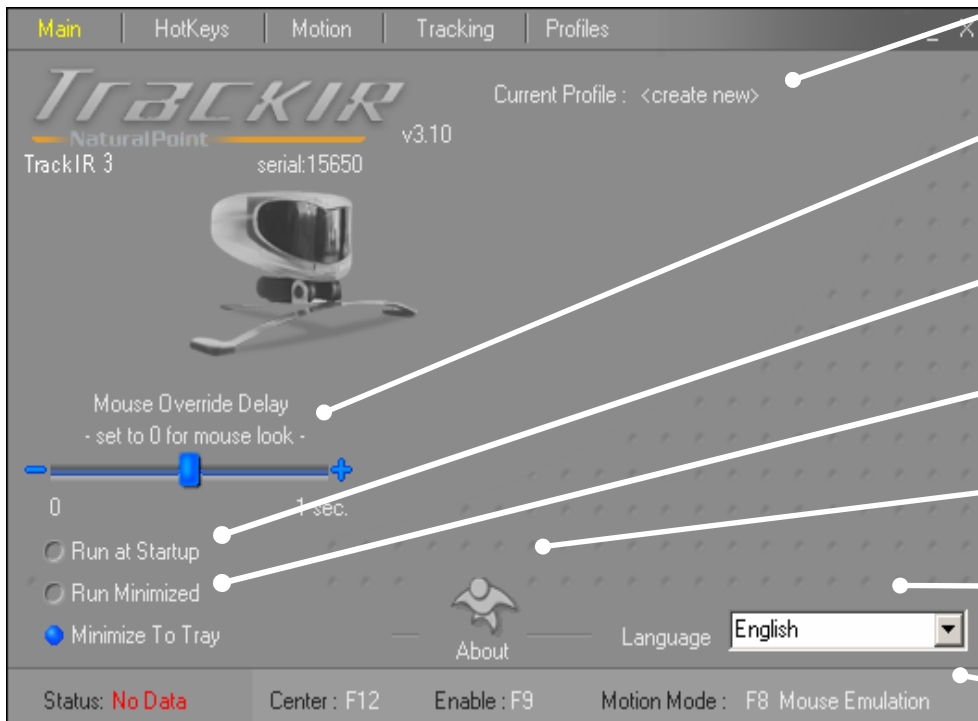 Main HotKeys Motion Tracking Profiles
TrackIR
NaturalPoint
v3.10
Current Profile : <create new>
TrackIR 3 serial:15650
Mouse Override Delay
- set to 0 for mouse look -
0 1 sec.
Run at Startup
Run Minimized
Minimize To Tray
About
Language English
Status: No Data Center : F12 Enable : F9 Motion Mode : F8 Mouse Emulation